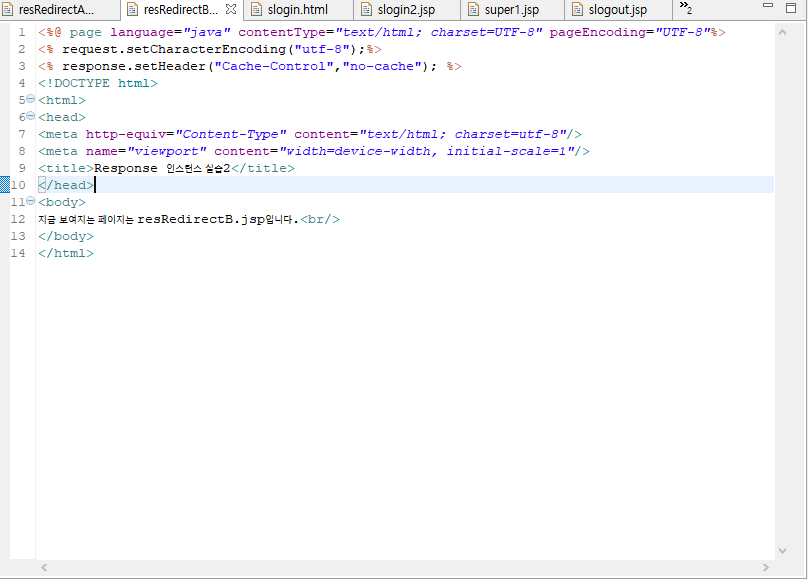 resRedirectA...
resRedirectB...
slogin.html
slogin2.jsp
super1.jsp
slogout.jsp
»2
1 <%@ page language="java" contentType="text/html; charset=UTF-8" pageEncoding="UTF-8"%>
2 <% request.setCharacterEncoding("utf-8");%>
3 <% response.setHeader("Cache-Control","no-cache"); %>
4 <!DOCTYPE html>
5 <html>
6 <head>
7 <meta http-equiv="Content-Type" content="text/html; charset=utf-8"/>
8 <meta name="viewport" content="width=device-width, initial-scale=1"/>
9 <title>Response 인스턴스 실습2</title>
10 </head>
11 <body>
12 지금 보여지는 페이지는 resRedirectB.jsp입니다.<br/>
13 </body>
14 </html>